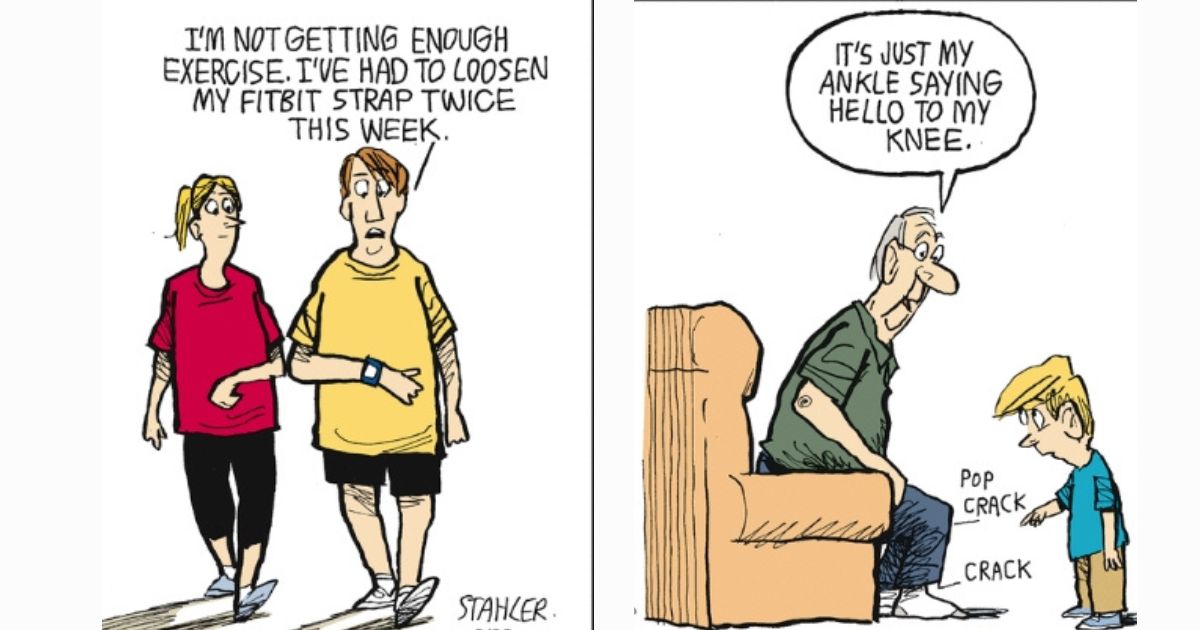 I'M NOT GETTING ENOUGH
EXERCISE. I'VE HAD TO LOOSEN
MY FITBIT STRAP TWICE
THIS WEEK.
STAHLER.
IT'S JUST MY
ANKLE SAYING
HELLO TO MY
KNEE.
POP
CRACK
CRACK